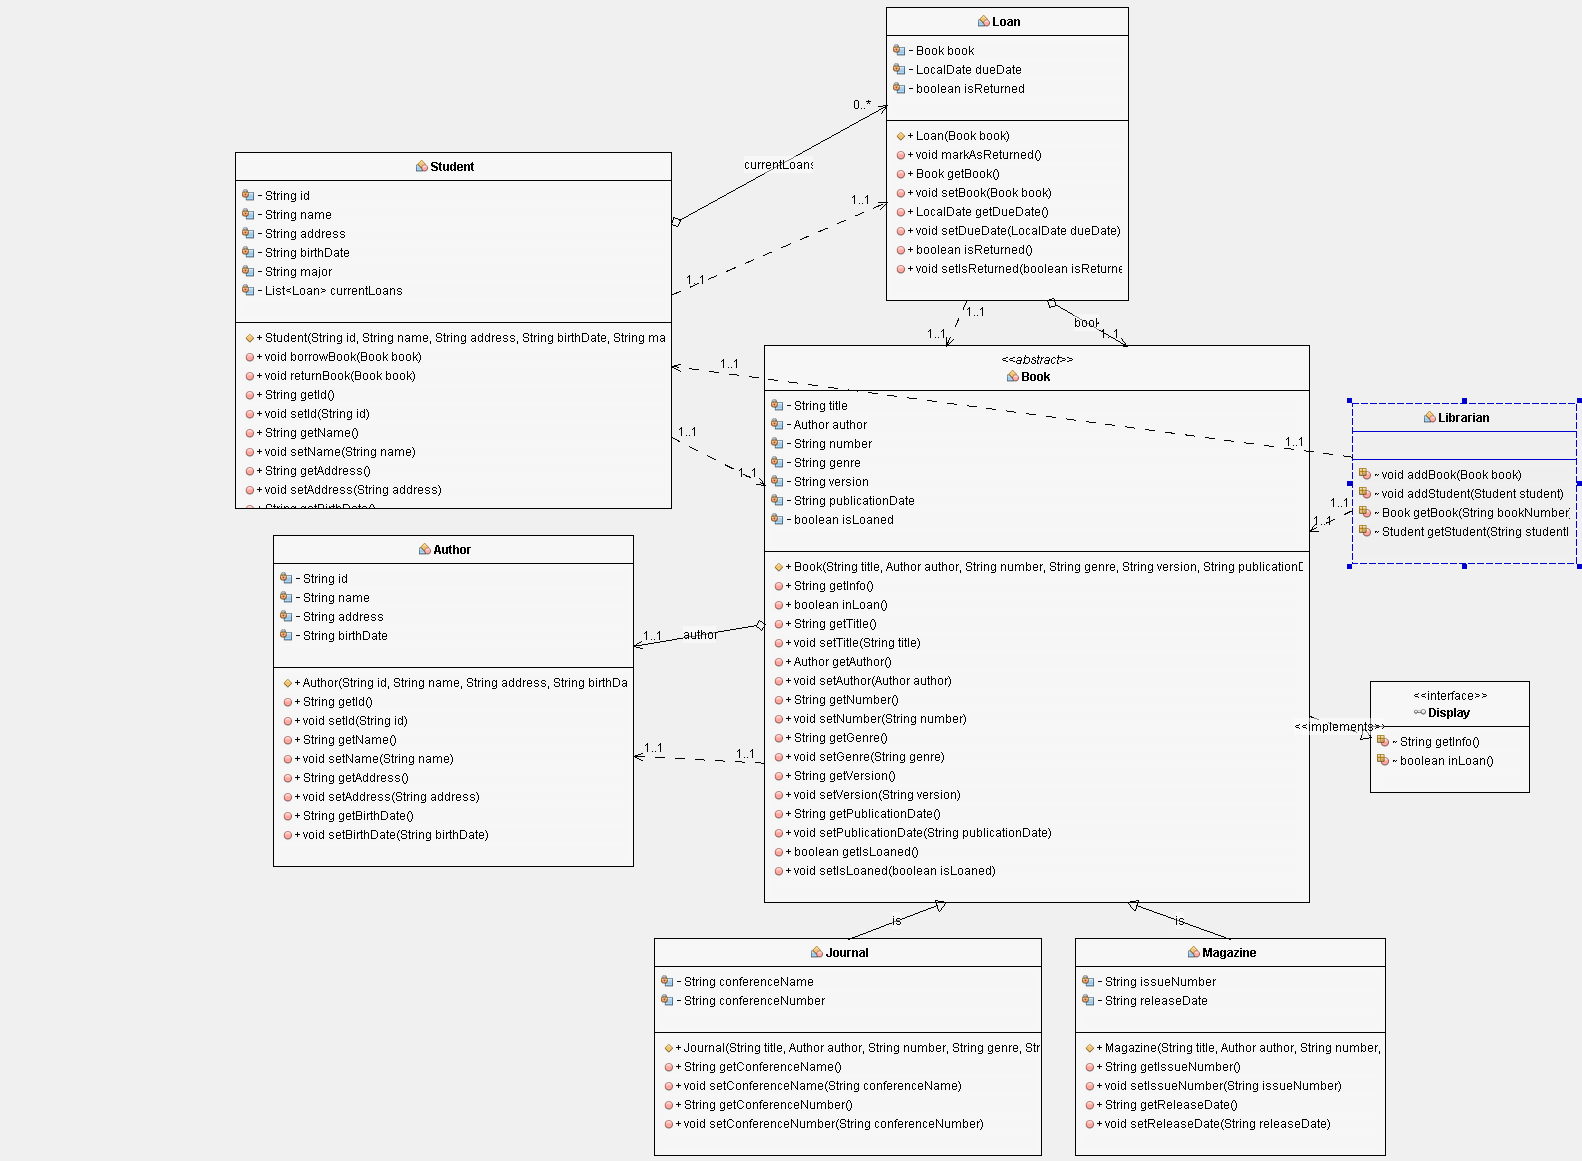 Loan
- Book book
- LocalDate dueDate
- boolean isReturned
+ Loan(Book book)
+ void markAsReturned()
+ Book getBook()
+ void setBook(Book book)
+ LocalDate getDueDate()
+ void setDueDate(LocalDate dueDate)
+ boolean isReturned()
+ void setIsReturned(boolean isReturne
0..*
currentLoans
1..1
1..1
Student
- String id
- String name
- String address
- String birthDate
- String major
- List<Loan> currentLoans
+ Student(String id, String name, String address, String birthDate, String ma
+ void borrowBook(Book book)
+ void returnBook(Book book)
+ String getId()
+ void setId(String id)
+ String getName()
+ void setName(String name)
+ String getAddress()
+ void setAddress(String address)
+ String getBirthDate()
1..1
1..1
book
1..1
1..1
1..1
1..1
1..1
<<abstract>>
Book
- String title
- Author author
- String number
- String genre
- String version
- String publicationDate
- boolean isLoaned
+ Book(String title, Author author, String number, String genre, String version, String publicationD
+ String getInfo()
+ boolean inLoan()
+ String getTitle()
+ void setTitle(String title)
+ Author getAuthor()
+ void setAuthor(Author author)
+ String getNumber()
+ void setNumber(String number)
+ String getGenre()
+ void setGenre(String genre)
+ String getVersion()
+ void setVersion(String version)
+ String getPublicationDate()
+ void setPublicationDate(String publicationDate)
+ boolean getIsLoaned()
+ void setIsLoaned(boolean isLoaned)
Librarian
~ void addBook(Book book)
~ void addStudent(Student student)
~ Book getBook(String bookNumber
~ Student getStudent(String studentI
1..1
1..1
Author
- String id
- String name
- String address
- String birthDate
+ Author(String id, String name, String address, String birthDa
+ String getId()
+ void setId(String id)
+ String getName()
+ void setName(String name)
+ String getAddress()
+ void setAddress(String address)
+ String getBirthDate()
+ void setBirthDate(String birthDate)
1..1
author
1..1
1..1
<<implements>>
<<interface>>
Display
~ String getInfo()
~ boolean inLoan()
is
is
Journal
- String conferenceName
- String conferenceNumber
+ Journal(String title, Author author, String number, String genre, Str
+ String getConferenceName()
+ void setConferenceName(String conferenceName)
+ String getConferenceNumber()
+ void setConferenceNumber(String conferenceNumber)
Magazine
- String issueNumber
- String releaseDate
+ Magazine(String title, Author author, String number,
+ String getIssueNumber()
+ void setIssueNumber(String issueNumber)
+ String getReleaseDate()
+ void setReleaseDate(String releaseDate)